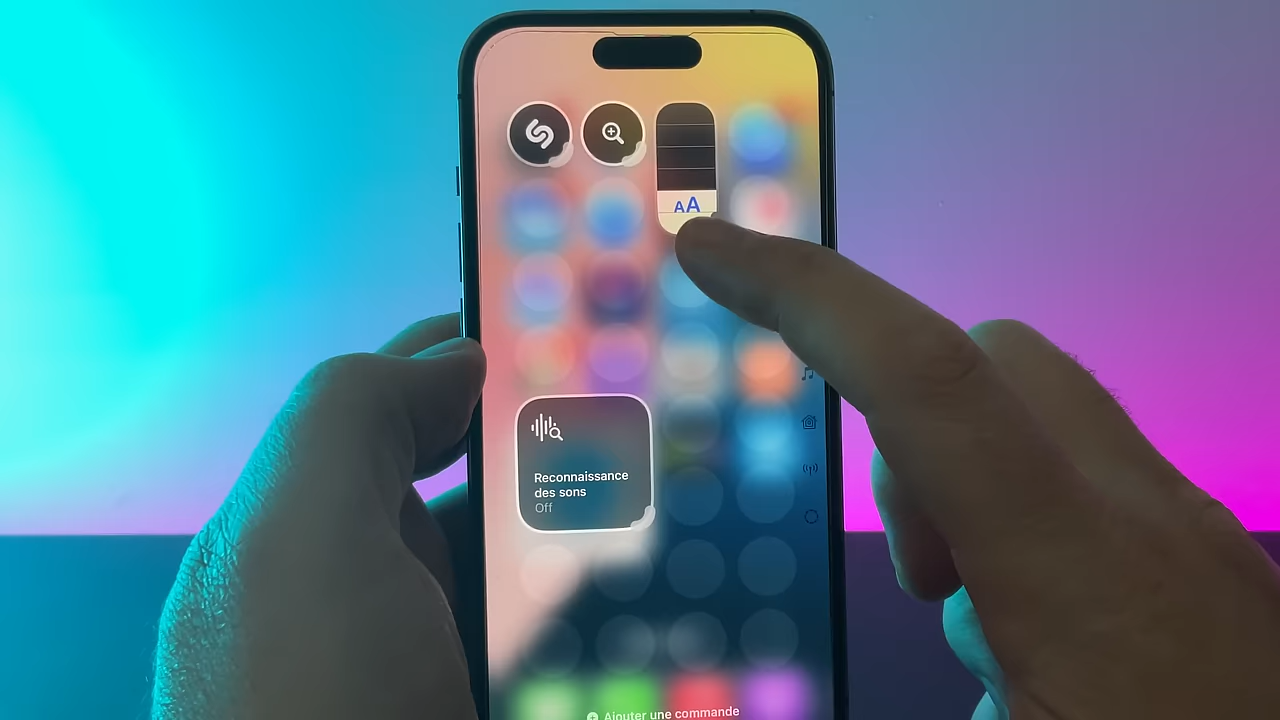 AA
Reconnaissance
des sons
Off
Ajouter une commande